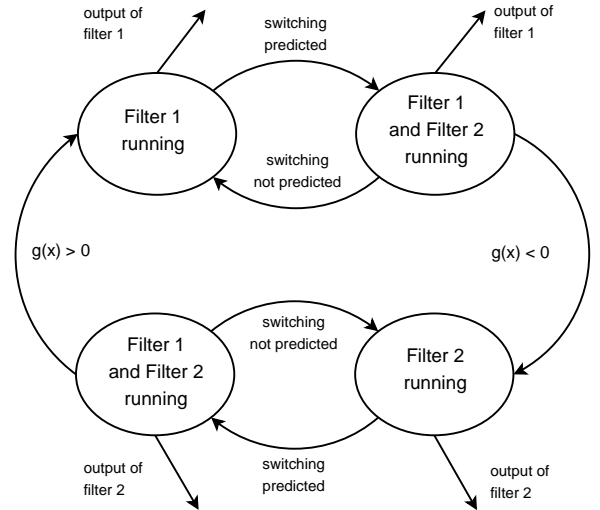 output of
filter 1
switching
predicted
output of
filter 1
Filter 1
running
Filter 1
and Filter 2
running
switching
not predicted
g(x) > 0
g(x) < 0
switching
not predicted
Filter 1
and Filter 2
running
Filter 2
running
switching
predicted
output of
filter 2
output of
filter 2